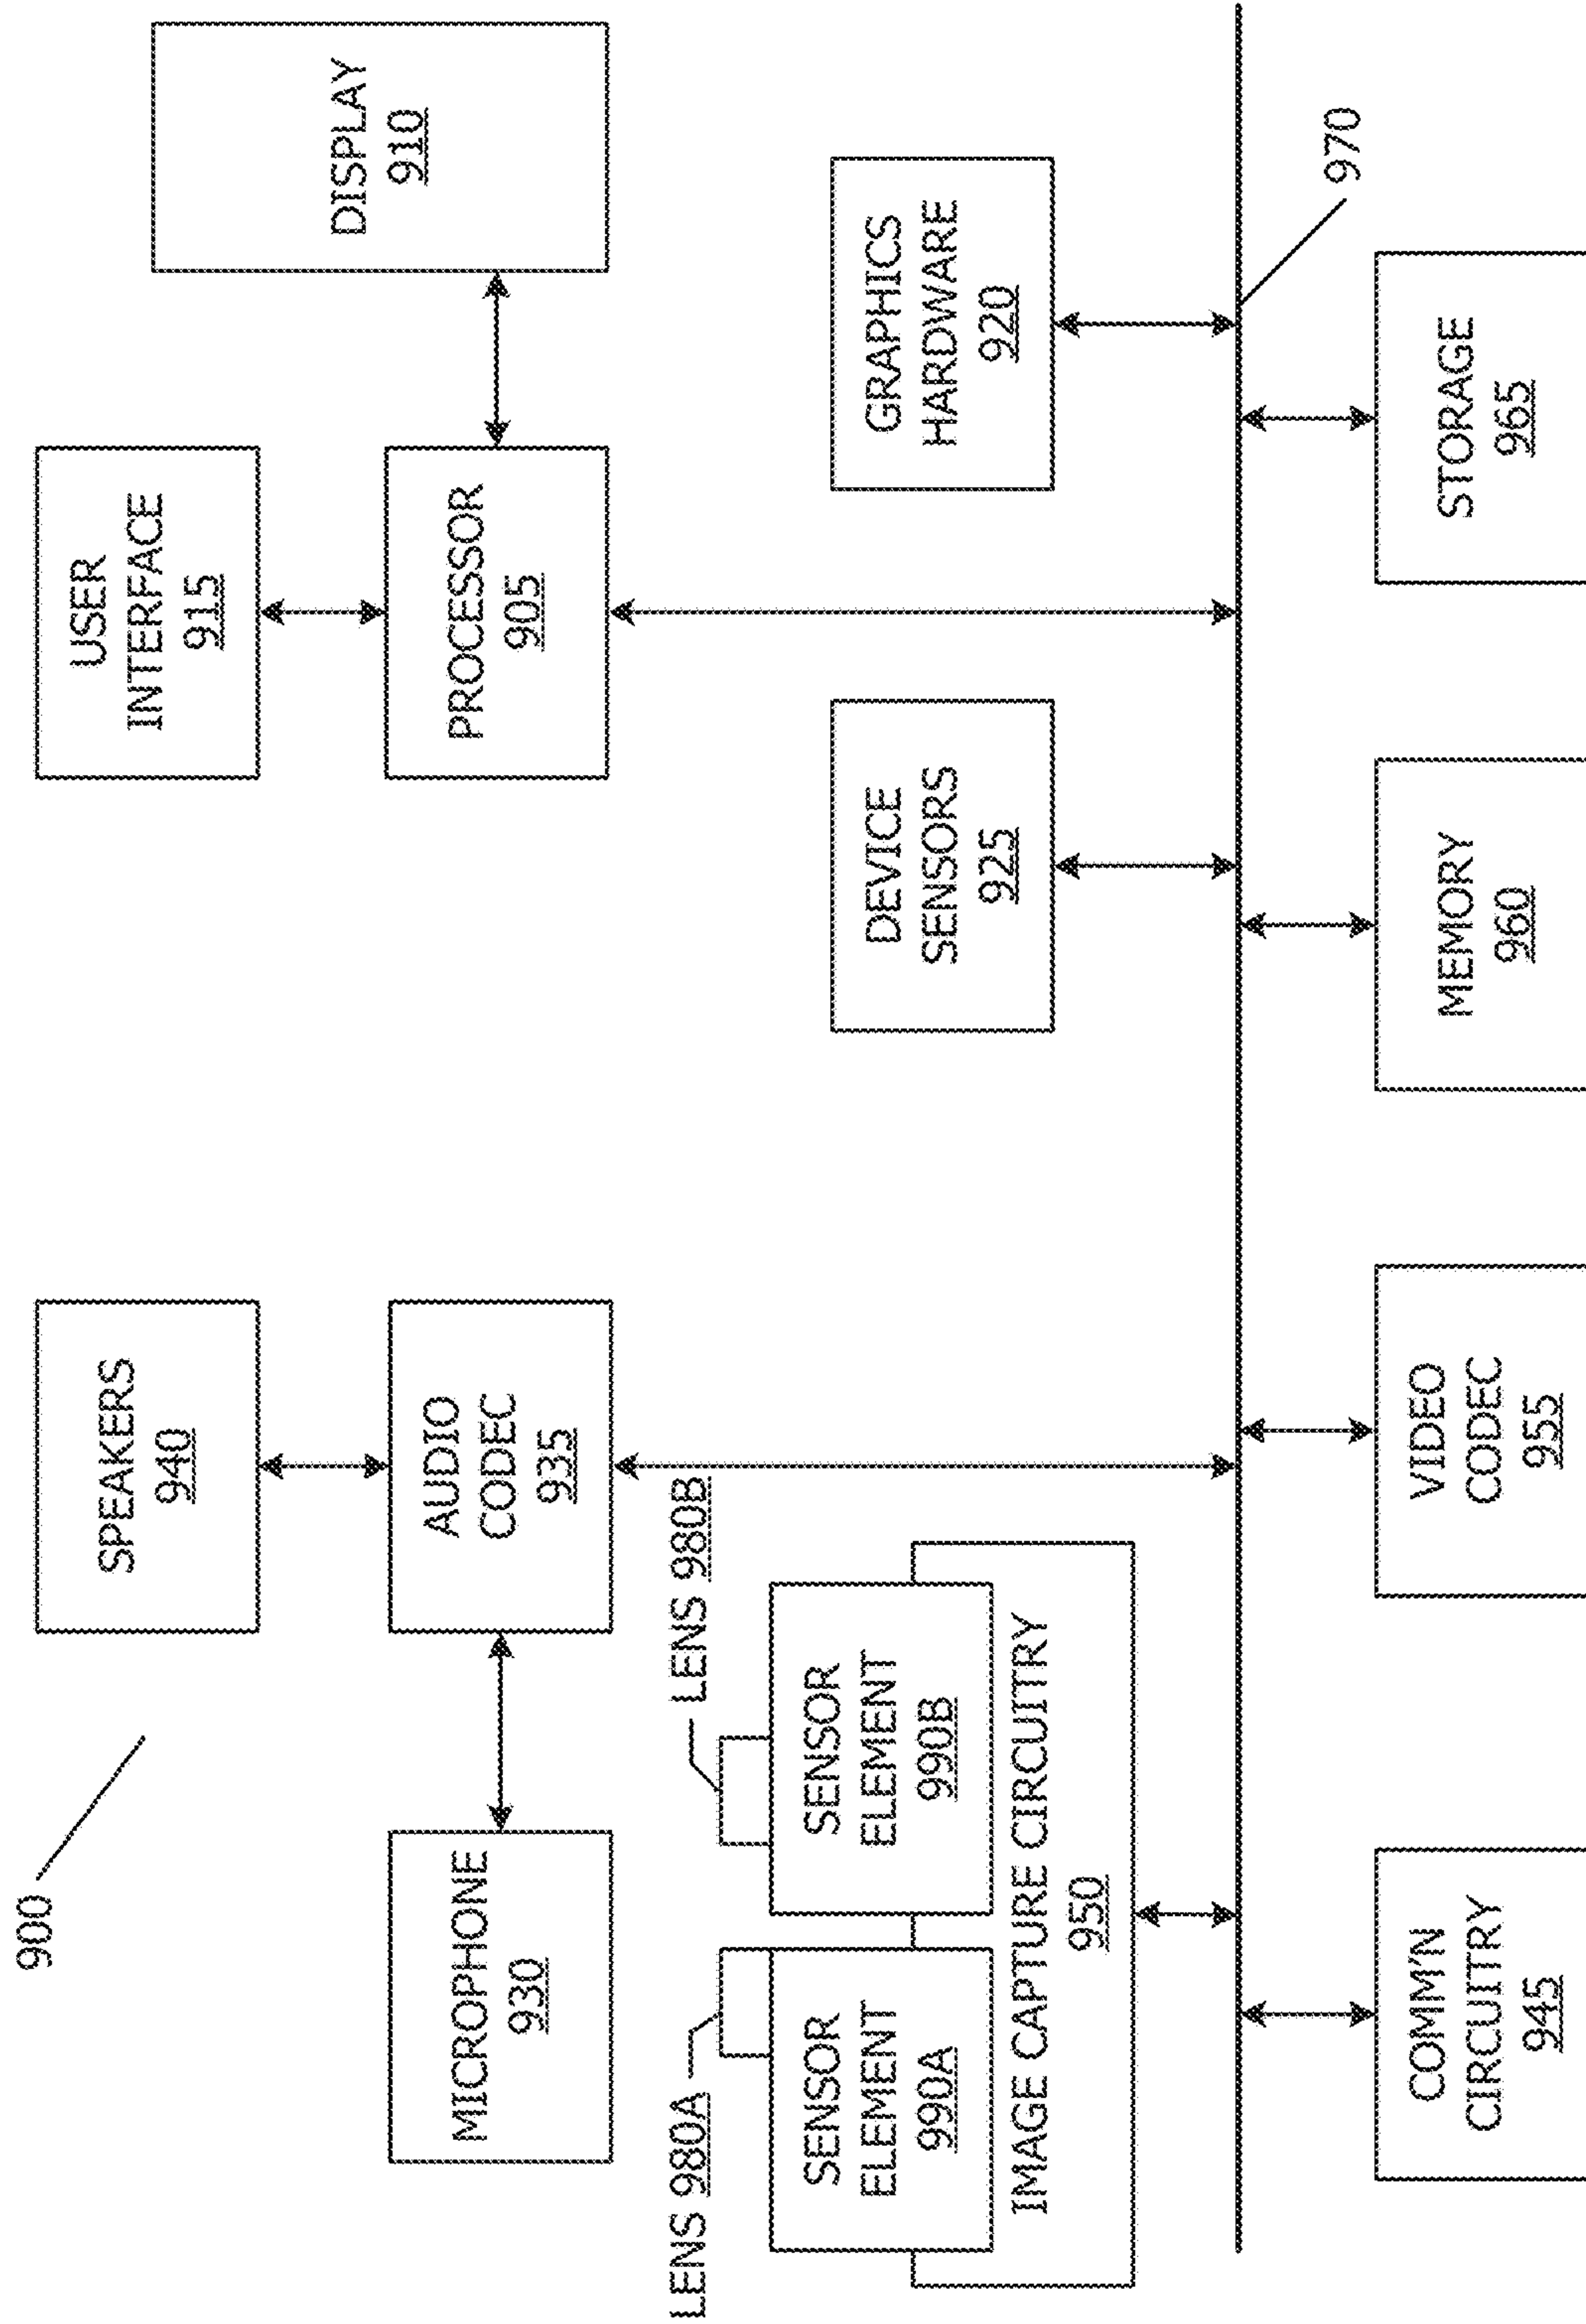 900
SPEAKERS
940
USER
INTERFACE
915
DISPLAY
910
MICROPHONE
930
AUDIO
CODEC
935
PROCESSOR
905
LENS 980A
LENS 980B
SENSOR
ELEMENT
990A
SENSOR
ELEMENT
990B
IMAGE CAPTURE CIRCUITRY
950
DEVICE
SENSORS
925
GRAPHICS
HARDWARE
920
970
COMM'N
CIRCUITRY
945
VIDEO
CODEC
955
MEMORY
960
STORAGE
965